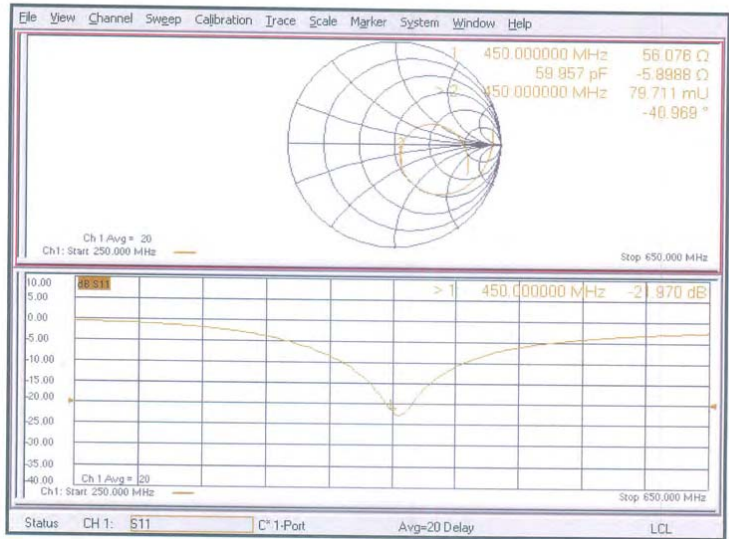 File View Channel Sweep Calibration Trace Scale Marker System Window Help
1 450.000000 MHz 56.076 Ω
59.957 pF -5.8988 Ω
> 2 450.000000 MHz 79.711 mU
-40.969 °
Ch 1 Avg = 20
Ch1: Start 250.000 MHz
Stop 650.000 MHz
10.00
dB S11
> 1 450.000000 MHz -21.970 dB
5.00
0.00
-5.00
-10.00
-15.00
-20.00
-25.00
-30.00
-35.00
-40.00
Ch 1 Avg = 20
Ch1: Start 250.000 MHz
Stop 650.000 MHz
Status CH 1: S11 C* 1-Port Avg=20 Delay LCL